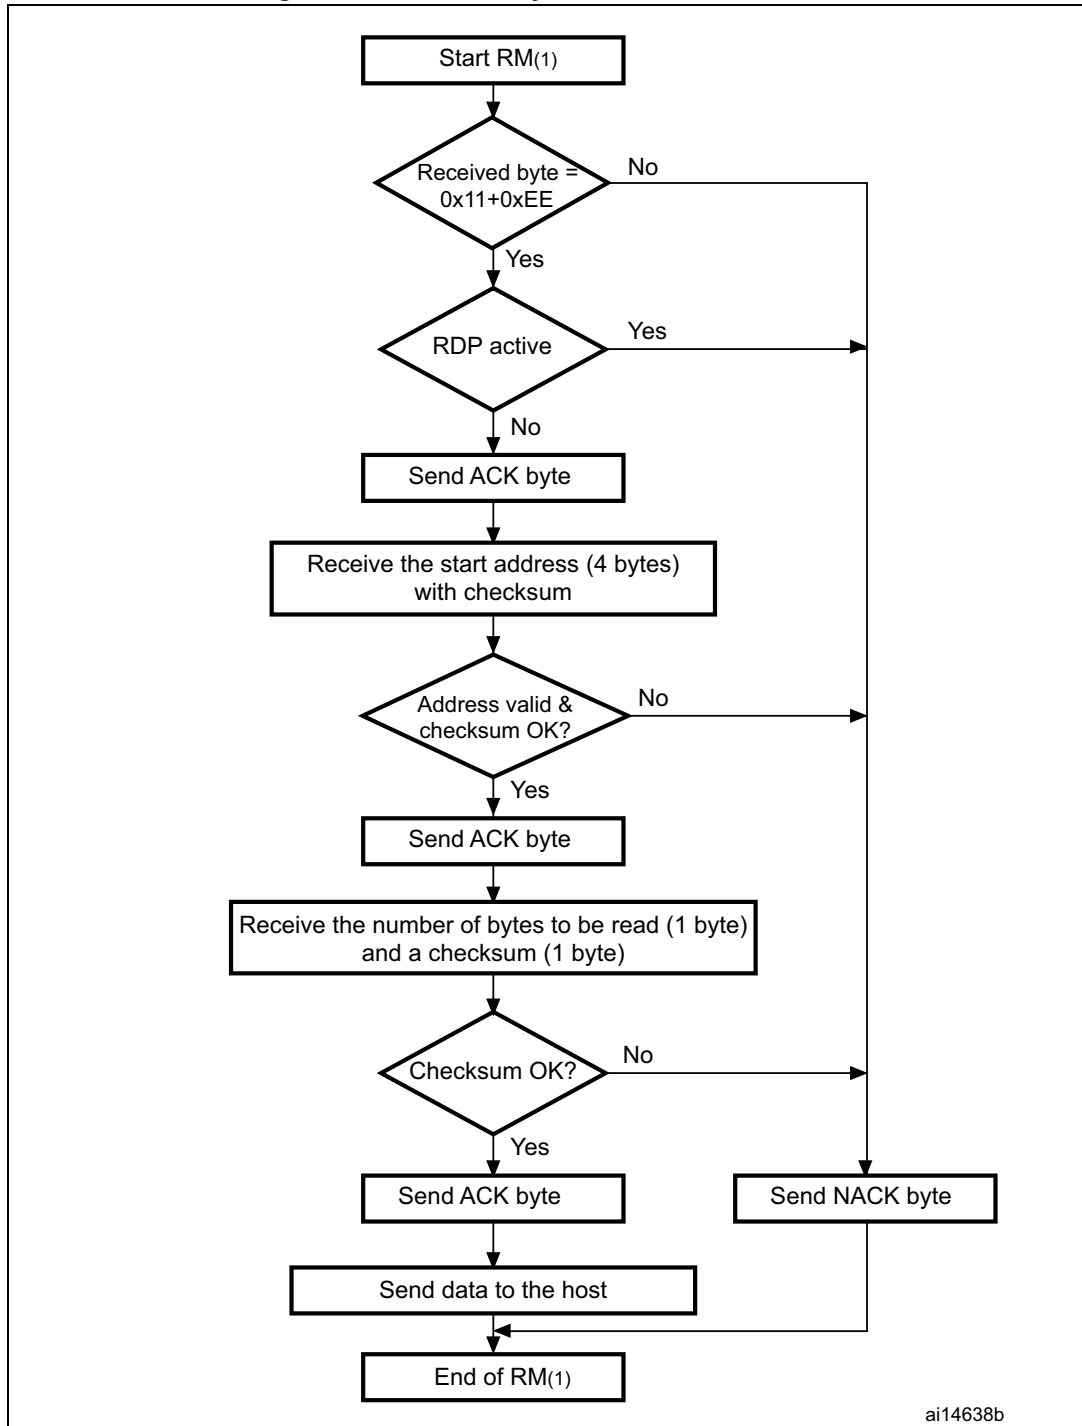 Start RM(1)
Received byte =
0x11+0xEE
No
Yes
RDP active
Yes
No
Send ACK byte
Receive the start address (4 bytes)
with checksum
Address valid &
checksum OK?
No
Yes
Send ACK byte
Receive the number of bytes to be read (1 byte)
and a checksum (1 byte)
Checksum OK?
No
Yes
Send ACK byte
Send NACK byte
Send data to the host
End of RM(1)
ai14638b